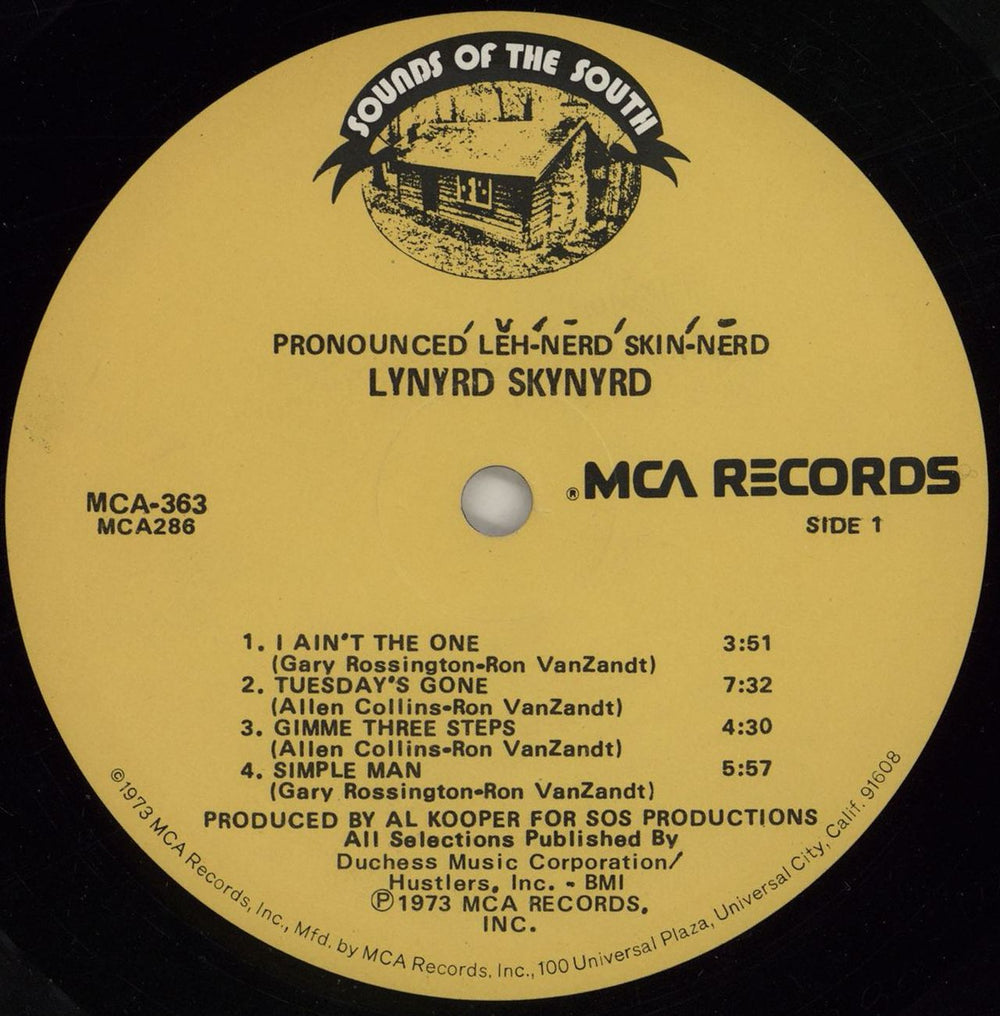 SOUNDS OF THE SOUTH
PRONOUNCED' LĔH-'NĒRD 'SKIN-'NĒRD
LYNYRD SKYNYRD
®MCA RECORDS
MCA-363
MCA286
SIDE 1
1. I AIN'T THE ONE 3:51
(Gary Rossington-Ron VanZandt)
2. TUESDAY'S GONE 7:32
(Allen Collins-Ron VanZandt)
3. GIMME THREE STEPS 4:30
(Allen Collins-Ron VanZandt)
4. SIMPLE MAN 5:57
(Gary Rossington-Ron VanZandt)
PRODUCED BY AL KOOPER FOR SOS PRODUCTIONS
All Selections Published By
Duchess Music Corporation/
Hustlers, Inc. - BMI
Ⓟ1973 MCA RECORDS,
INC.
©1973 MCA Records, Inc., Mfd. by MCA Records, Inc., 100 Universal Plaza, Universal City, Calif. 91608